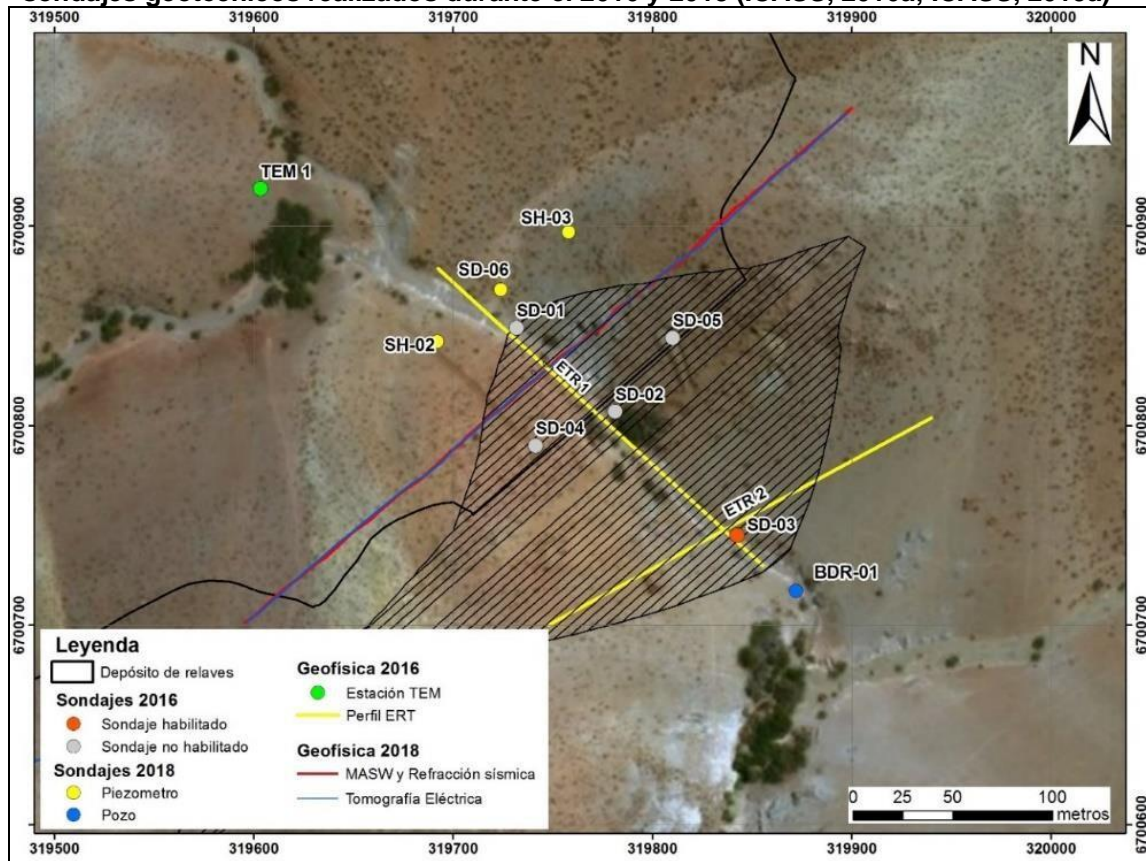 sondajes geotécnicos realizados durante el 2016 y 2018
319500 319600 319700 319800 319900 320000
N
TEM 1
6700900 6700900
SH-03
SD-06
SD-01
SD-05
SH-02
ETR 1
SD-02
6700800 6700800
SD-04
ETR 2
SD-03
BDR-01
6700700 6700700
Leyenda
Depósito de relaves
Sondajes 2016
Sondaje habilitado
Sondaje no habilitado
Sondajes 2018
Piezometro
Pozo
Geofísica 2016
Estación TEM
Perfil ERT
Geofísica 2018
MASW y Refracción sísmica
Tomografía Eléctrica
0 25 50 100
metros
6700600 6700600
319500 319600 319700 319800 319900 320000